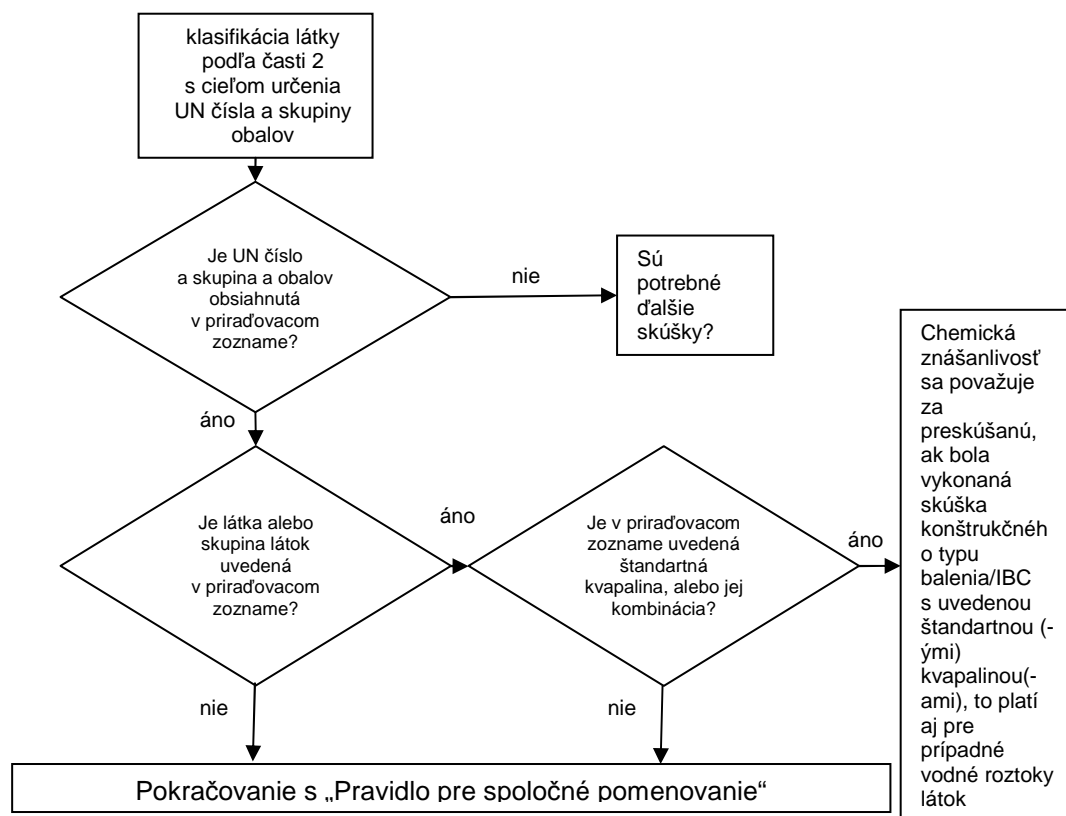 klasifikácia látky
podľa časti 2
s cieľom určenia
UN čísla a skupiny
obalov
Je UN číslo
a skupina a obalov
obsiahnutá
v priraďovacom
zozname?
nie
Sú
potrebné
ďalšie
skúšky?
áno
Je látka alebo
skupina látok
uvedená
v priraďovacom
zozname?
áno
Je v priraďovacom
zozname uvedená
štandartná
kvapalina, alebo jej
kombinácia?
áno
Chemická
znášanlivosť
sa považuje
za
preskúšanú,
ak bola
vykonaná
skúška
konštrukčnéh
o typu
balenia/IBC
s uvedenou
štandartnou (-
ými)
kvapalinou(-
ami), to platí
aj pre
prípadné
vodné roztoky
látok
nie
nie
Pokračovanie s „Pravidlo pre spoločné pomenovanie“